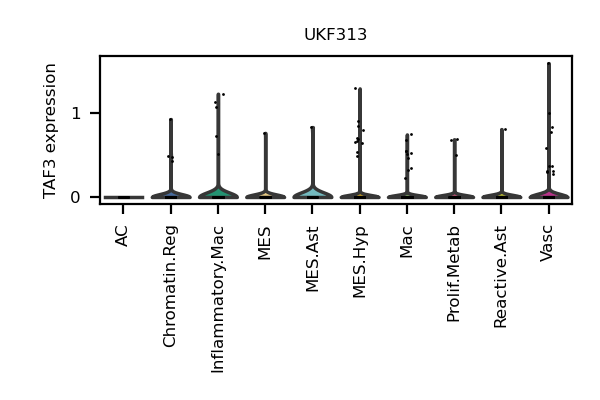 UKF313
TAF3 expression
1
0
AC
Chromatin.Reg
Inflammatory.Mac
MES
MES.Ast
MES.Hyp
Mac
Prolif.Metab
Reactive.Ast
Vasc